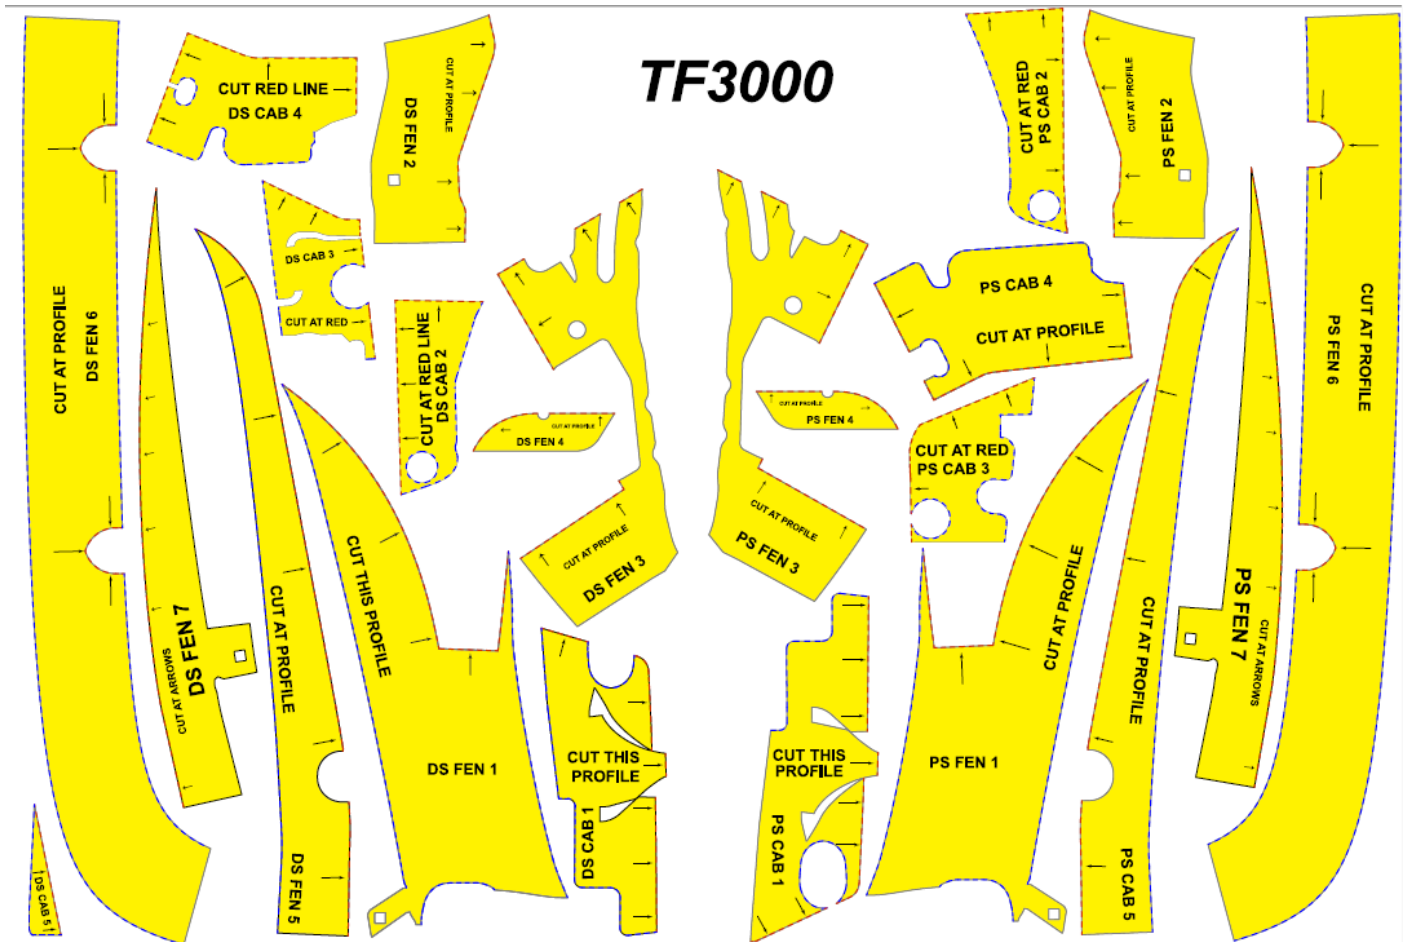 TF3000
CUT RED LINE
DS CAB 4
CUT AT PROFILE
DS FEN 2
CUT AT RED
PS CAB 2
CUT AT PROFILE
PS FEN 2
DS CAB 3
CUT AT RED
CUT AT PROFILE
DS FEN 6
CUT AT RED LINE
DS CAB 2
CUT AT PROFILE
DS FEN 4
CUT AT PROFILE
PS FEN 4
PS CAB 4
CUT AT PROFILE
CUT AT PROFILE
PS FEN 6
CUT AT RED
PS CAB 3
CUT AT PROFILE
DS FEN 3
CUT AT PROFILE
PS FEN 3
CUT AT ARROWS
DS FEN 7
CUT AT PROFILE
DS FEN 5
CUT THIS PROFILE
DS FEN 1
CUT THIS
PROFILE
DS CAB 1
CUT THIS
PROFILE
PS CAB 1
CUT AT PROFILE
PS FEN 1
CUT AT PROFILE
PS CAB 5
PS FEN 7
CUT AT ARROWS
DS CAB 5